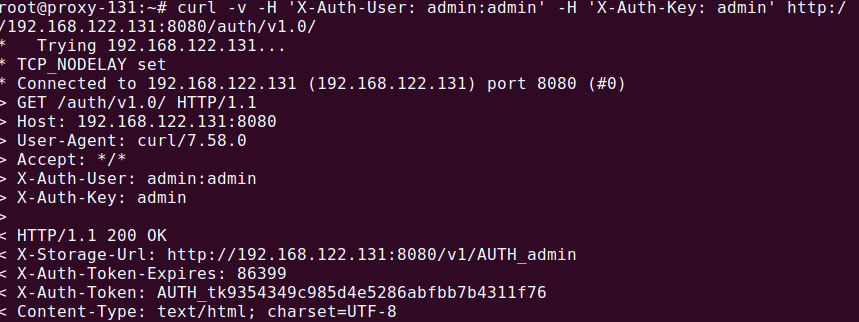 root@proxy-131:~# curl -v -H 'X-Auth-User: admin:admin' -H 'X-Auth-Key: admin' http:/
/192.168.122.131:8080/auth/v1.0/
*   Trying 192.168.122.131...
* TCP_NODELAY set
* Connected to 192.168.122.131 (192.168.122.131) port 8080 (#0)
> GET /auth/v1.0/ HTTP/1.1
> Host: 192.168.122.131:8080
> User-Agent: curl/7.58.0
> Accept: */*
> X-Auth-User: admin:admin
> X-Auth-Key: admin
>
< HTTP/1.1 200 OK
< X-Storage-Url: http://192.168.122.131:8080/v1/AUTH_admin
< X-Auth-Token-Expires: 86399
< X-Auth-Token: AUTH_tk9354349c985d4e5286abfbb7b4311f76
< Content-Type: text/html; charset=UTF-8